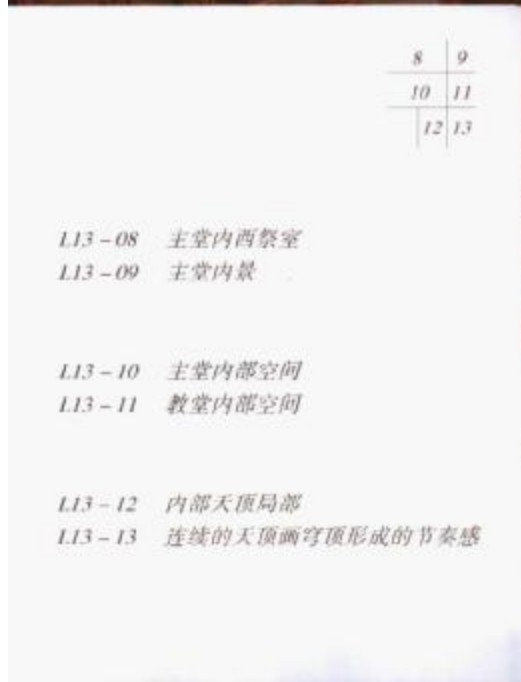 8 9
10 11
12 13
L13-08 主堂内西祭室
L13-09 主堂内景
L13-10 主堂内部空间
L13-11 教堂内部空间
L13-12 内部天顶局部
L13-13 连续的天顶画穹顶形成的节奏感